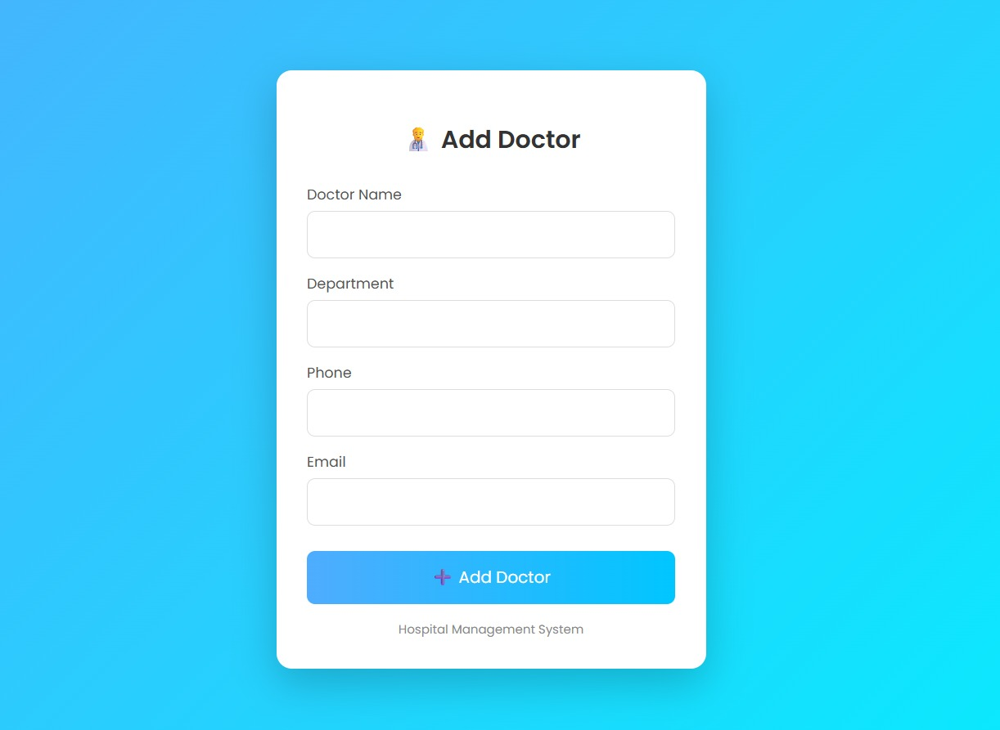 Add Doctor
Doctor Name
Department
Phone
Email
Add Doctor
Hospital Management System